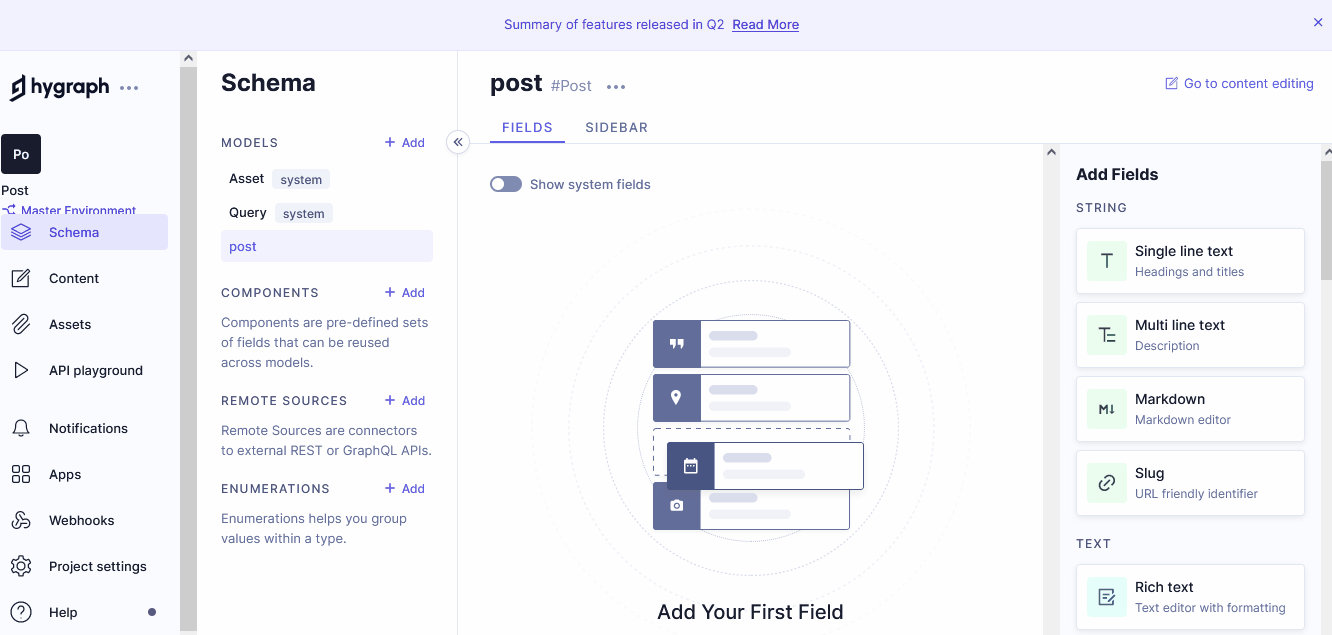 Summary of features released in Q2 Read More
hygraph
Po
Post
Master Environment
Schema
Content
Assets
API playground
Notifications
Apps
Webhooks
Project settings
Help
Schema
MODELS
Add
Asset system
Query system
post
COMPONENTS
Add
Components are pre-defined sets
of fields that can be reused
across models.
REMOTE SOURCES
Add
Remote Sources are connectors
to external REST or GraphQL APIs.
ENUMERATIONS
Add
Enumerations helps you group
values within a type.
post #Post
Go to content editing
FIELDS SIDEBAR
Show system fields
Add Your First Field
Add Fields
STRING
T
Single line text
Headings and titles
Multi line text
Description
M↓
Markdown
Markdown editor
Slug
URL friendly identifier
TEXT
Rich text
Text editor with formatting